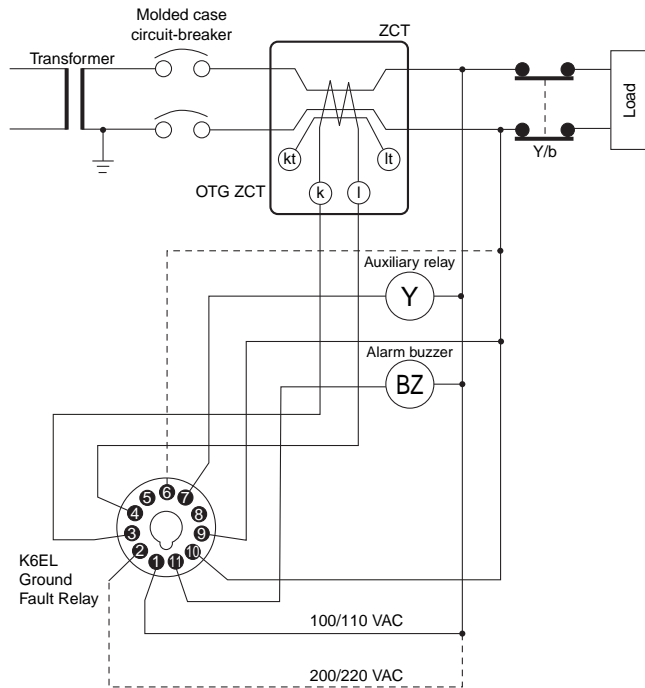 Molded case
circuit-breaker
ZCT
Transformer
Load
kt
lt
Y/b
OTG ZCT
k
l
Auxiliary relay
Y
Alarm buzzer
BZ
6
5
7
4
8
3
9
2
10
1
11
K6EL
Ground
Fault Relay
100/110 VAC
200/220 VAC